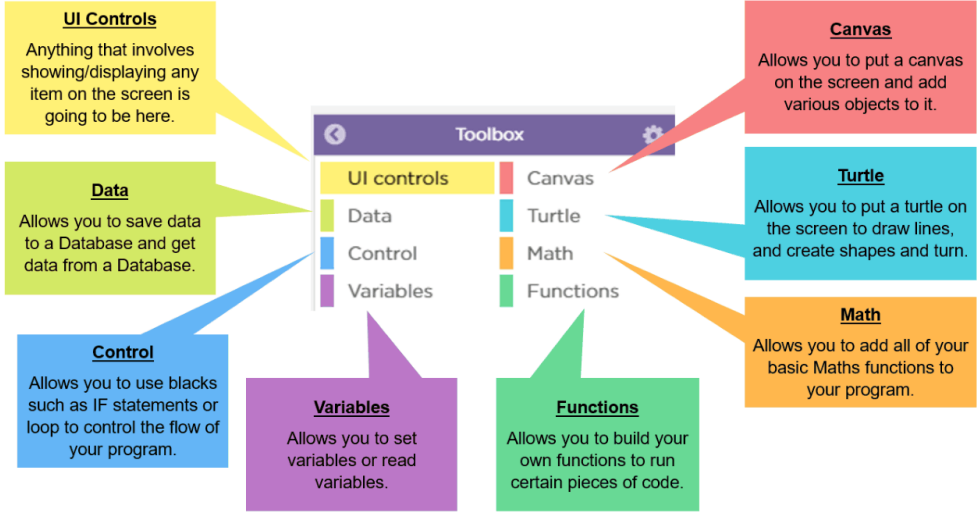 UI Controls
Anything that involves
showing/displaying any
item on the screen is
going to be here.
Canvas
Allows you to put a canvas
on the screen and add
various objects to it.
Toolbox
UI controls
Canvas
Data
Turtle
Control
Math
Variables
Functions
Data
Allows you to save data
to a Database and get
data from a Database.
Turtle
Allows you to put a turtle on
the screen to draw lines,
and create shapes and turn.
Control
Allows you to use blacks
such as IF statements or
loop to control the flow of
your program.
Variables
Allows you to set
variables or read
variables.
Functions
Allows you to build your
own functions to run
certain pieces of code.
Math
Allows you to add all of your
basic Maths functions to
your program.